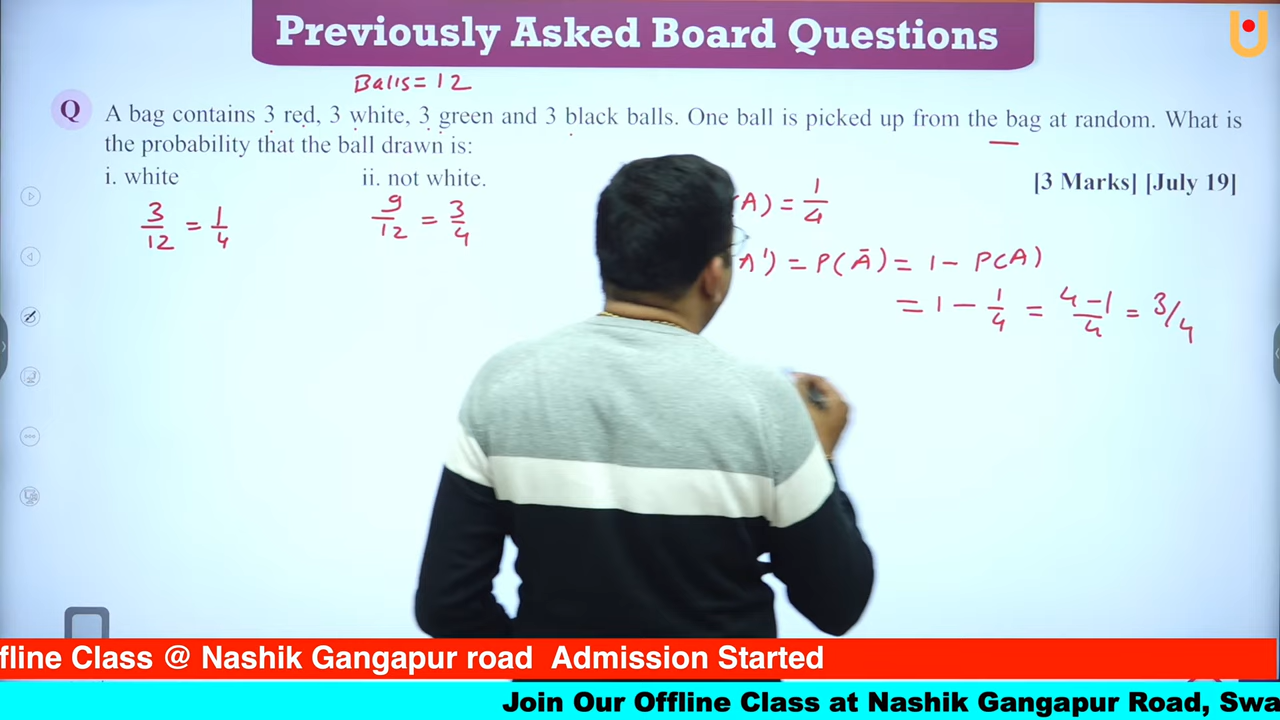 Previously Asked Board Questions
Balls = 12
Q A bag contains 3 red, 3 white, 3 green and 3 black balls. One ball is picked up from the bag at random. What is
the probability that the ball drawn is:
i. white ii. not white. [3 Marks] [July 19]
3/12 = 1/4 9/12 = 3/4 (A) = 1/4
A') = P(Ā) = 1 - P(A)
= 1 - 1/4 = 4-1/4 = 3/4
ffline Class @ Nashik Gangapur road Admission Started
Join Our Offline Class at Nashik Gangapur Road, Swa